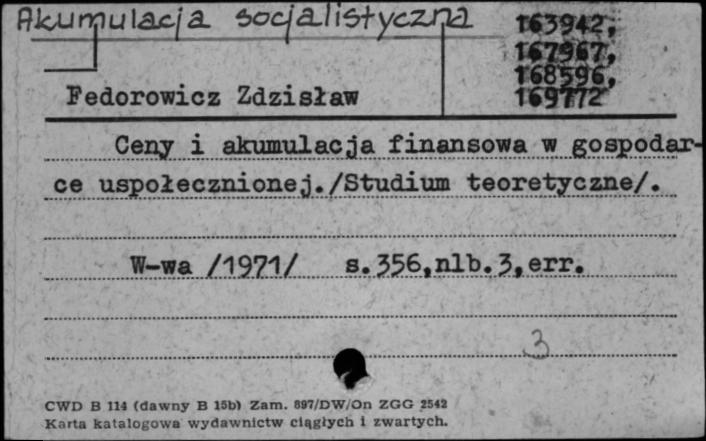 Akumulacja socjalistyczna
163942,
167967,
168596,
169772
Fedorowicz Zdzisław
Ceny i akumulacja finansowa w gospodar-
ce uspołecznionej./Studium teoretyczne/.
W-wa /1971/ s.356,nlb.3,err.
3
CWD B 114 (dawny B 15b) Zam. 897/DW/On ZGG 2542
Karta katalogowa wydawnictw ciągłych i zwartych.